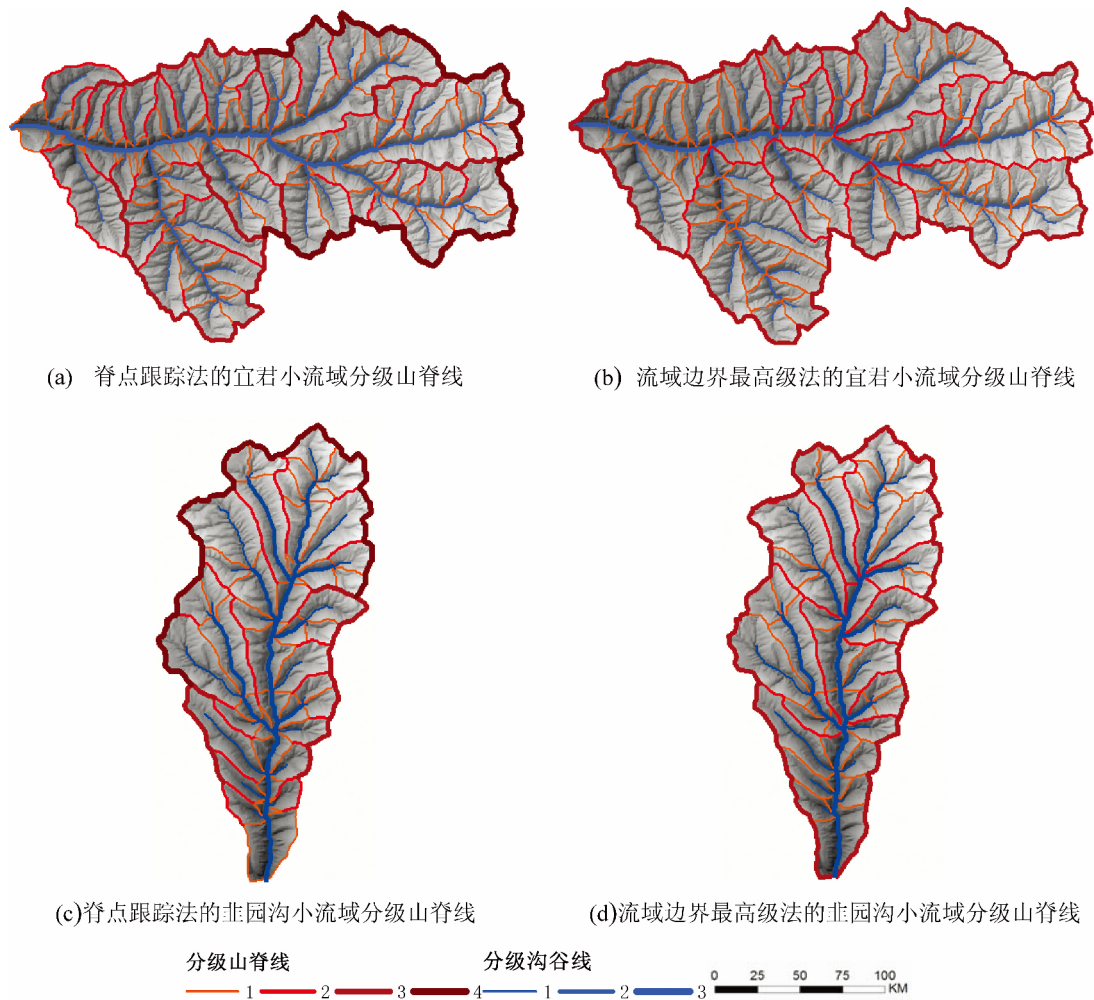 (a) 脊点跟踪法的宜君小流域分级山脊线
(b) 流域边界最高级法的宜君小流域分级山脊线
(c)脊点跟踪法的韭园沟小流域分级山脊线
(d)流域边界最高级法的韭园沟小流域分级山脊线
分级山脊线 分级沟谷线
1 2 3 4 1 2 3
0 25 50 75 100
KM